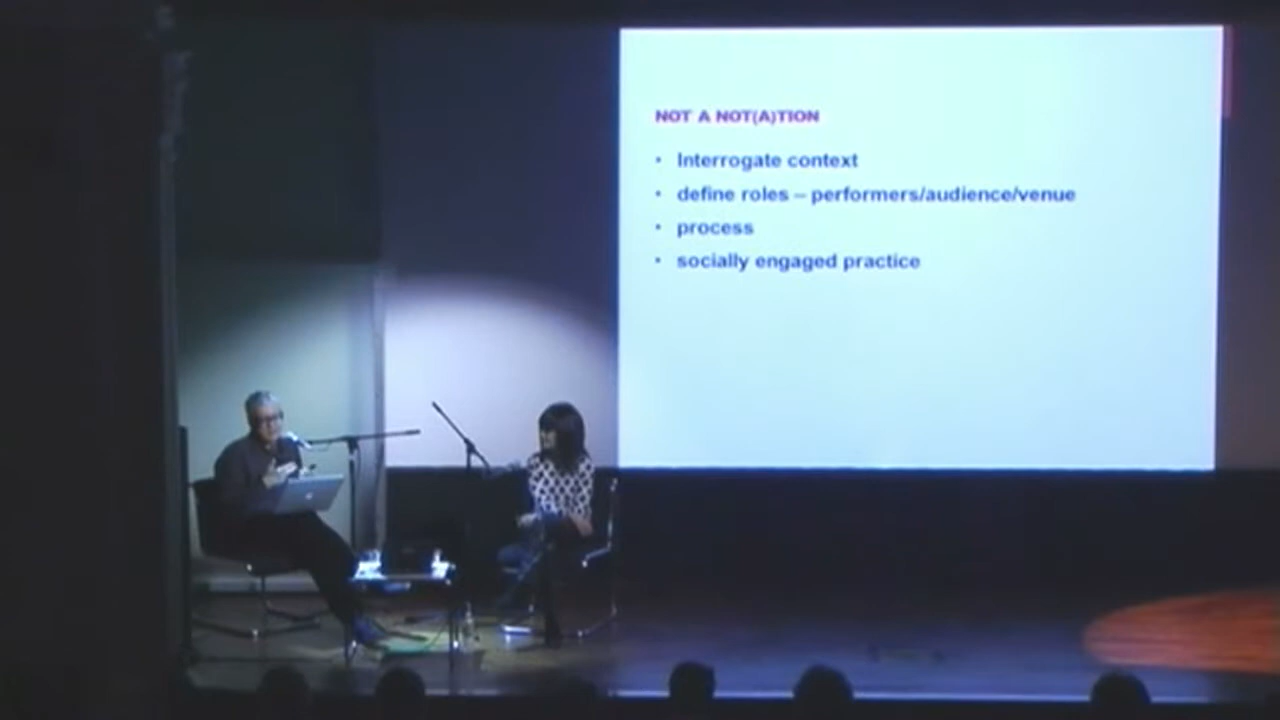 NOT A NOT(A)TION
• Interrogate context
• define roles – performers/audience/venue
• process
• socially engaged practice